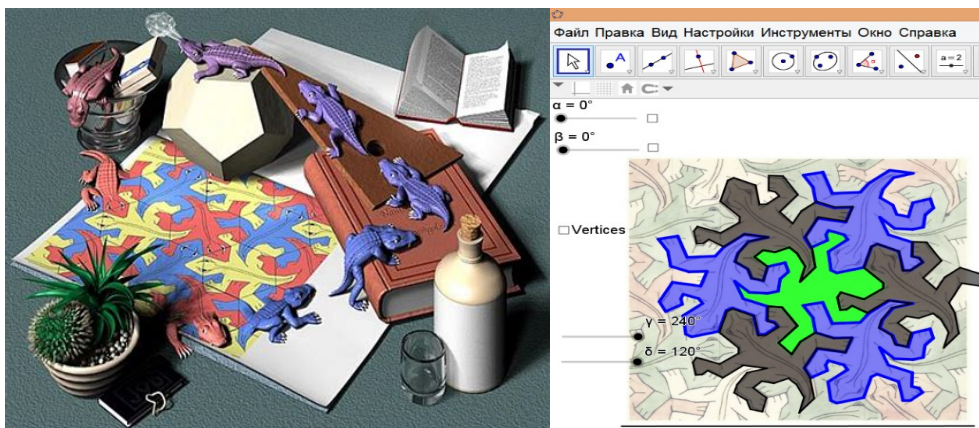 Файл Правка Вид Настройки Инструменты Окно Справка
A
a=2
α = 0°
β = 0°
Vertices
γ = 240°
δ = 120°